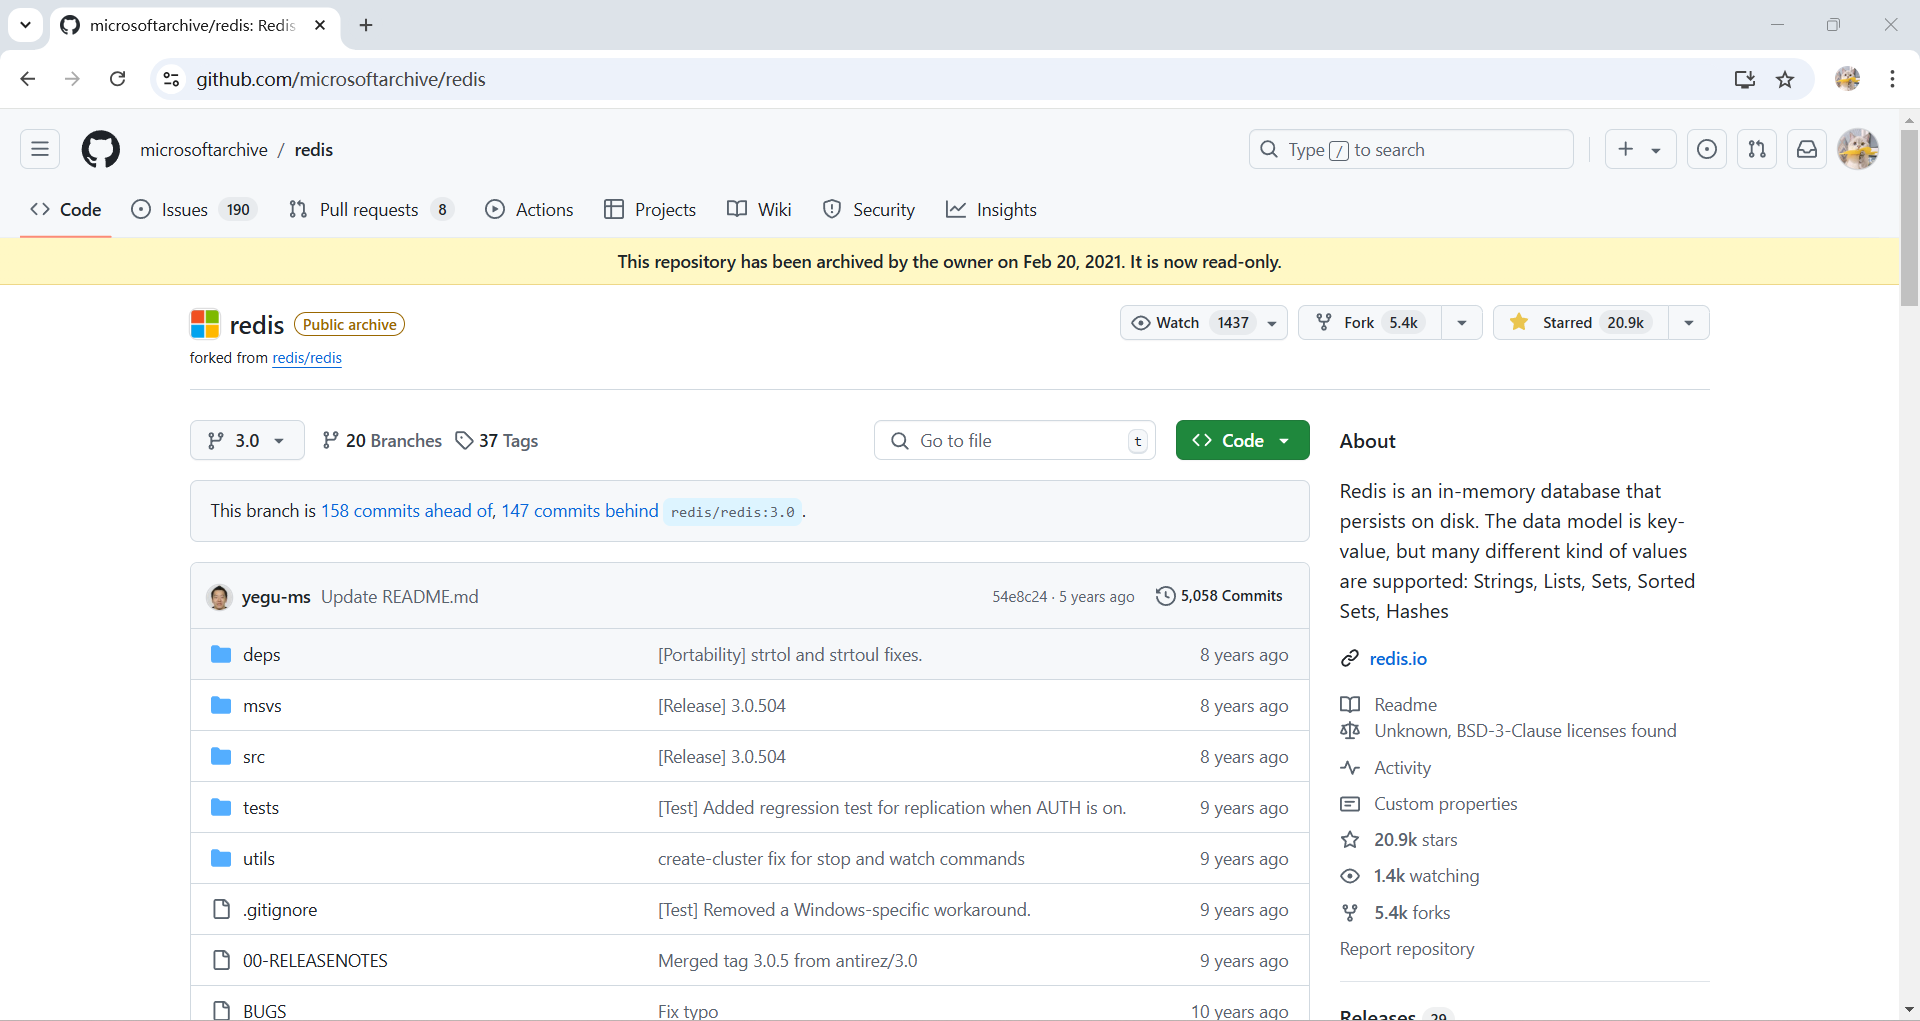 microsoftarchive/redis: Redis
github.com/microsoftarchive/redis
microsoftarchive / redis
Type / to search
Code
Issues 190
Pull requests 8
Actions
Projects
Wiki
Security
Insights
This repository has been archived by the owner on Feb 20, 2021. It is now read-only.
redis Public archive
Watch 1437
Fork 5.4k
Starred 20.9k
forked from redis/redis
3.0
20 Branches
37 Tags
Go to file t
Code
This branch is 158 commits ahead of, 147 commits behind redis/redis:3.0 .
yegu-ms Update README.md 54e8c24 · 5 years ago 5,058 Commits
deps [Portability] strtol and strtoul fixes. 8 years ago
msvs [Release] 3.0.504 8 years ago
src [Release] 3.0.504 8 years ago
tests [Test] Added regression test for replication when AUTH is on. 9 years ago
utils create-cluster fix for stop and watch commands 9 years ago
.gitignore [Test] Removed a Windows-specific workaround. 9 years ago
00-RELEASENOTES Merged tag 3.0.5 from antirez/3.0 9 years ago
BUGS Fix typo 10 years ago
About
Redis is an in-memory database that
persists on disk. The data model is key-
value, but many different kind of values
are supported: Strings, Lists, Sets, Sorted
Sets, Hashes
redis.io
Readme
Unknown, BSD-3-Clause licenses found
Activity
Custom properties
20.9k stars
1.4k watching
5.4k forks
Report repository
Releases 29